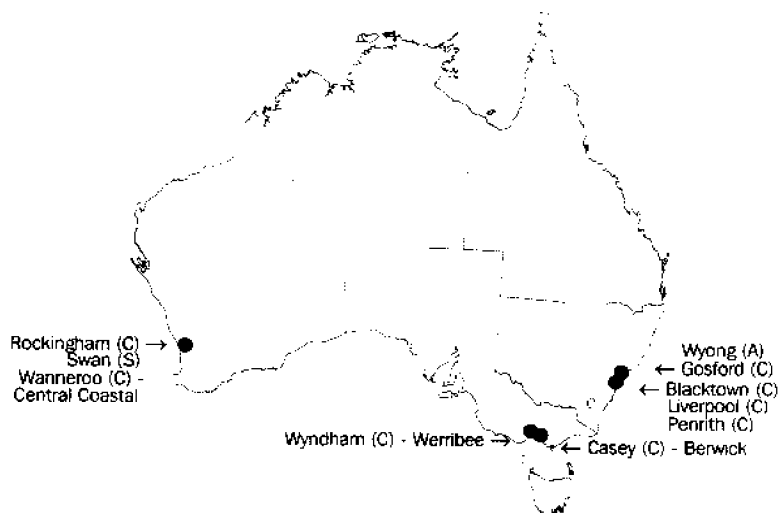 Rockingham (C) →
Swan (S)
Wanneroo (C) -
Central Coastal
Wyong (A)
← Gosford (C)
← Blacktown (C)
Liverpool (C)
Penrith (C)
Wyndham (C) - Werribee →
← Casey (C) - Berwick